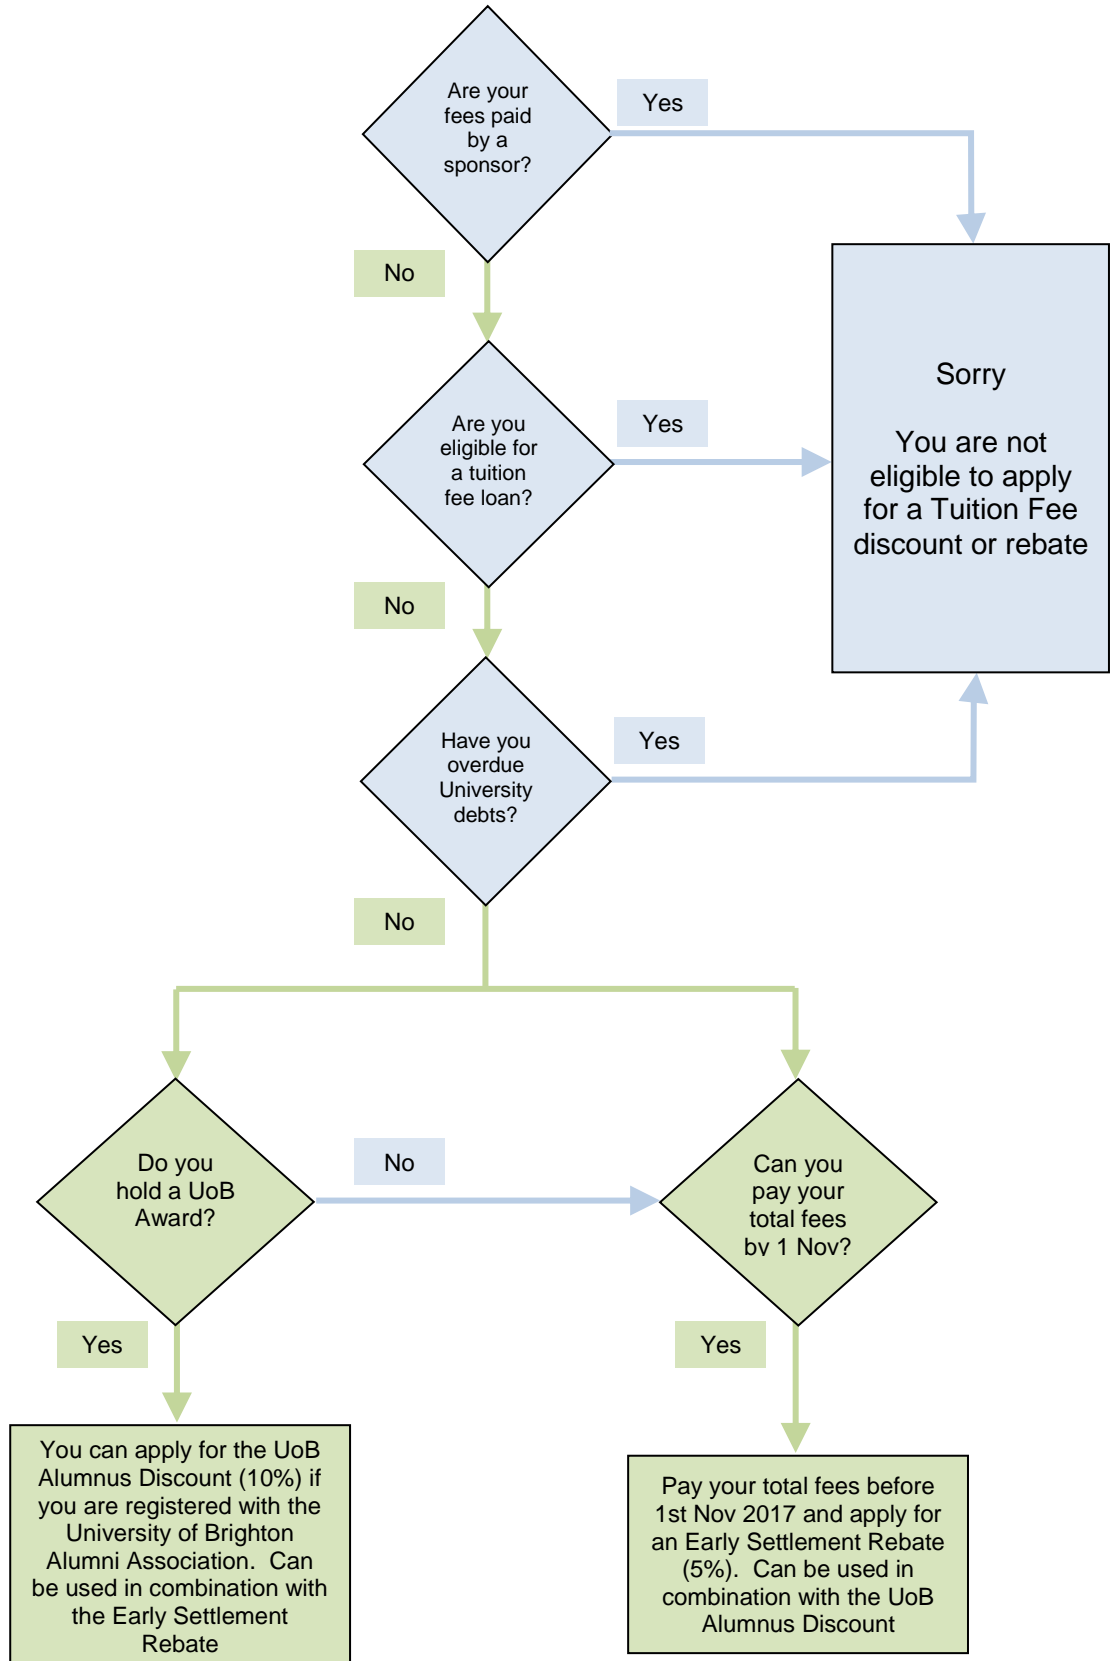 Are your
fees paid
by a
sponsor?
Yes
No
Sorry
You are not
eligible to apply
for a Tuition Fee
discount or rebate
Are you
eligible for
a tuition
fee loan?
Yes
No
Have you
overdue
University
debts?
Yes
No
Do you
hold a UoB
Award?
No
Can you
pay your
total fees
by 1 Nov?
Yes
Yes
You can apply for the UoB
Alumnus Discount (10%) if
you are registered with the
University of Brighton
Alumni Association.  Can
be used in combination with
the Early Settlement
Rebate
Pay your total fees before
1st Nov 2017 and apply for
an Early Settlement Rebate
(5%).  Can be used in
combination with the UoB
Alumnus Discount